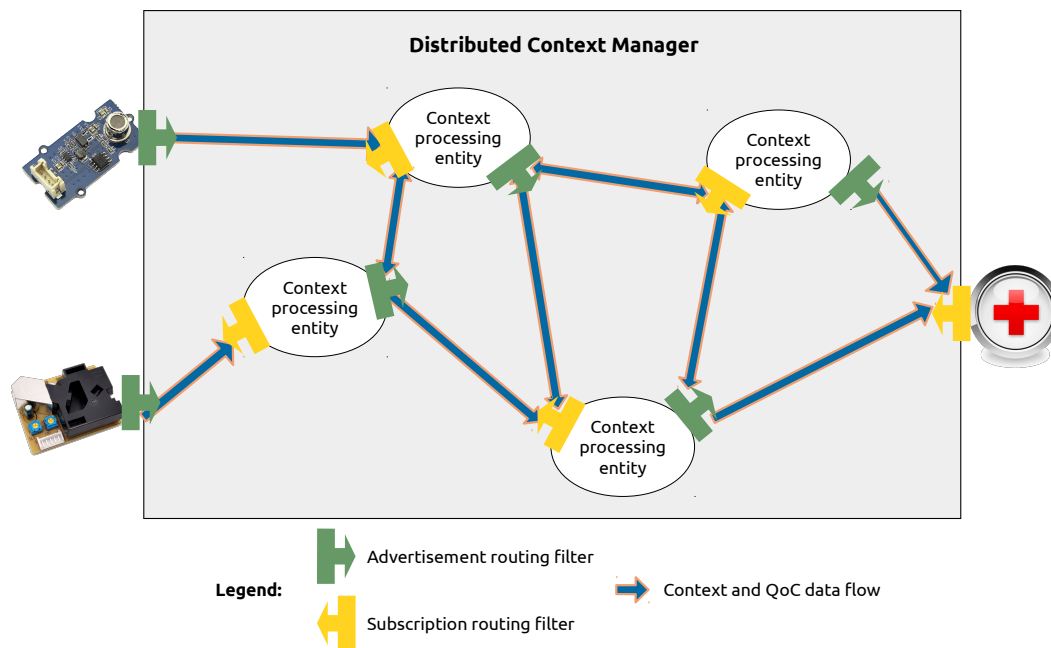 Distributed Context Manager
Context
processing
entity
Context
processing
entity
Context
processing
entity
Context
processing
entity
Legend:
Advertisement routing filter
Subscription routing filter
Context and QoC data flow